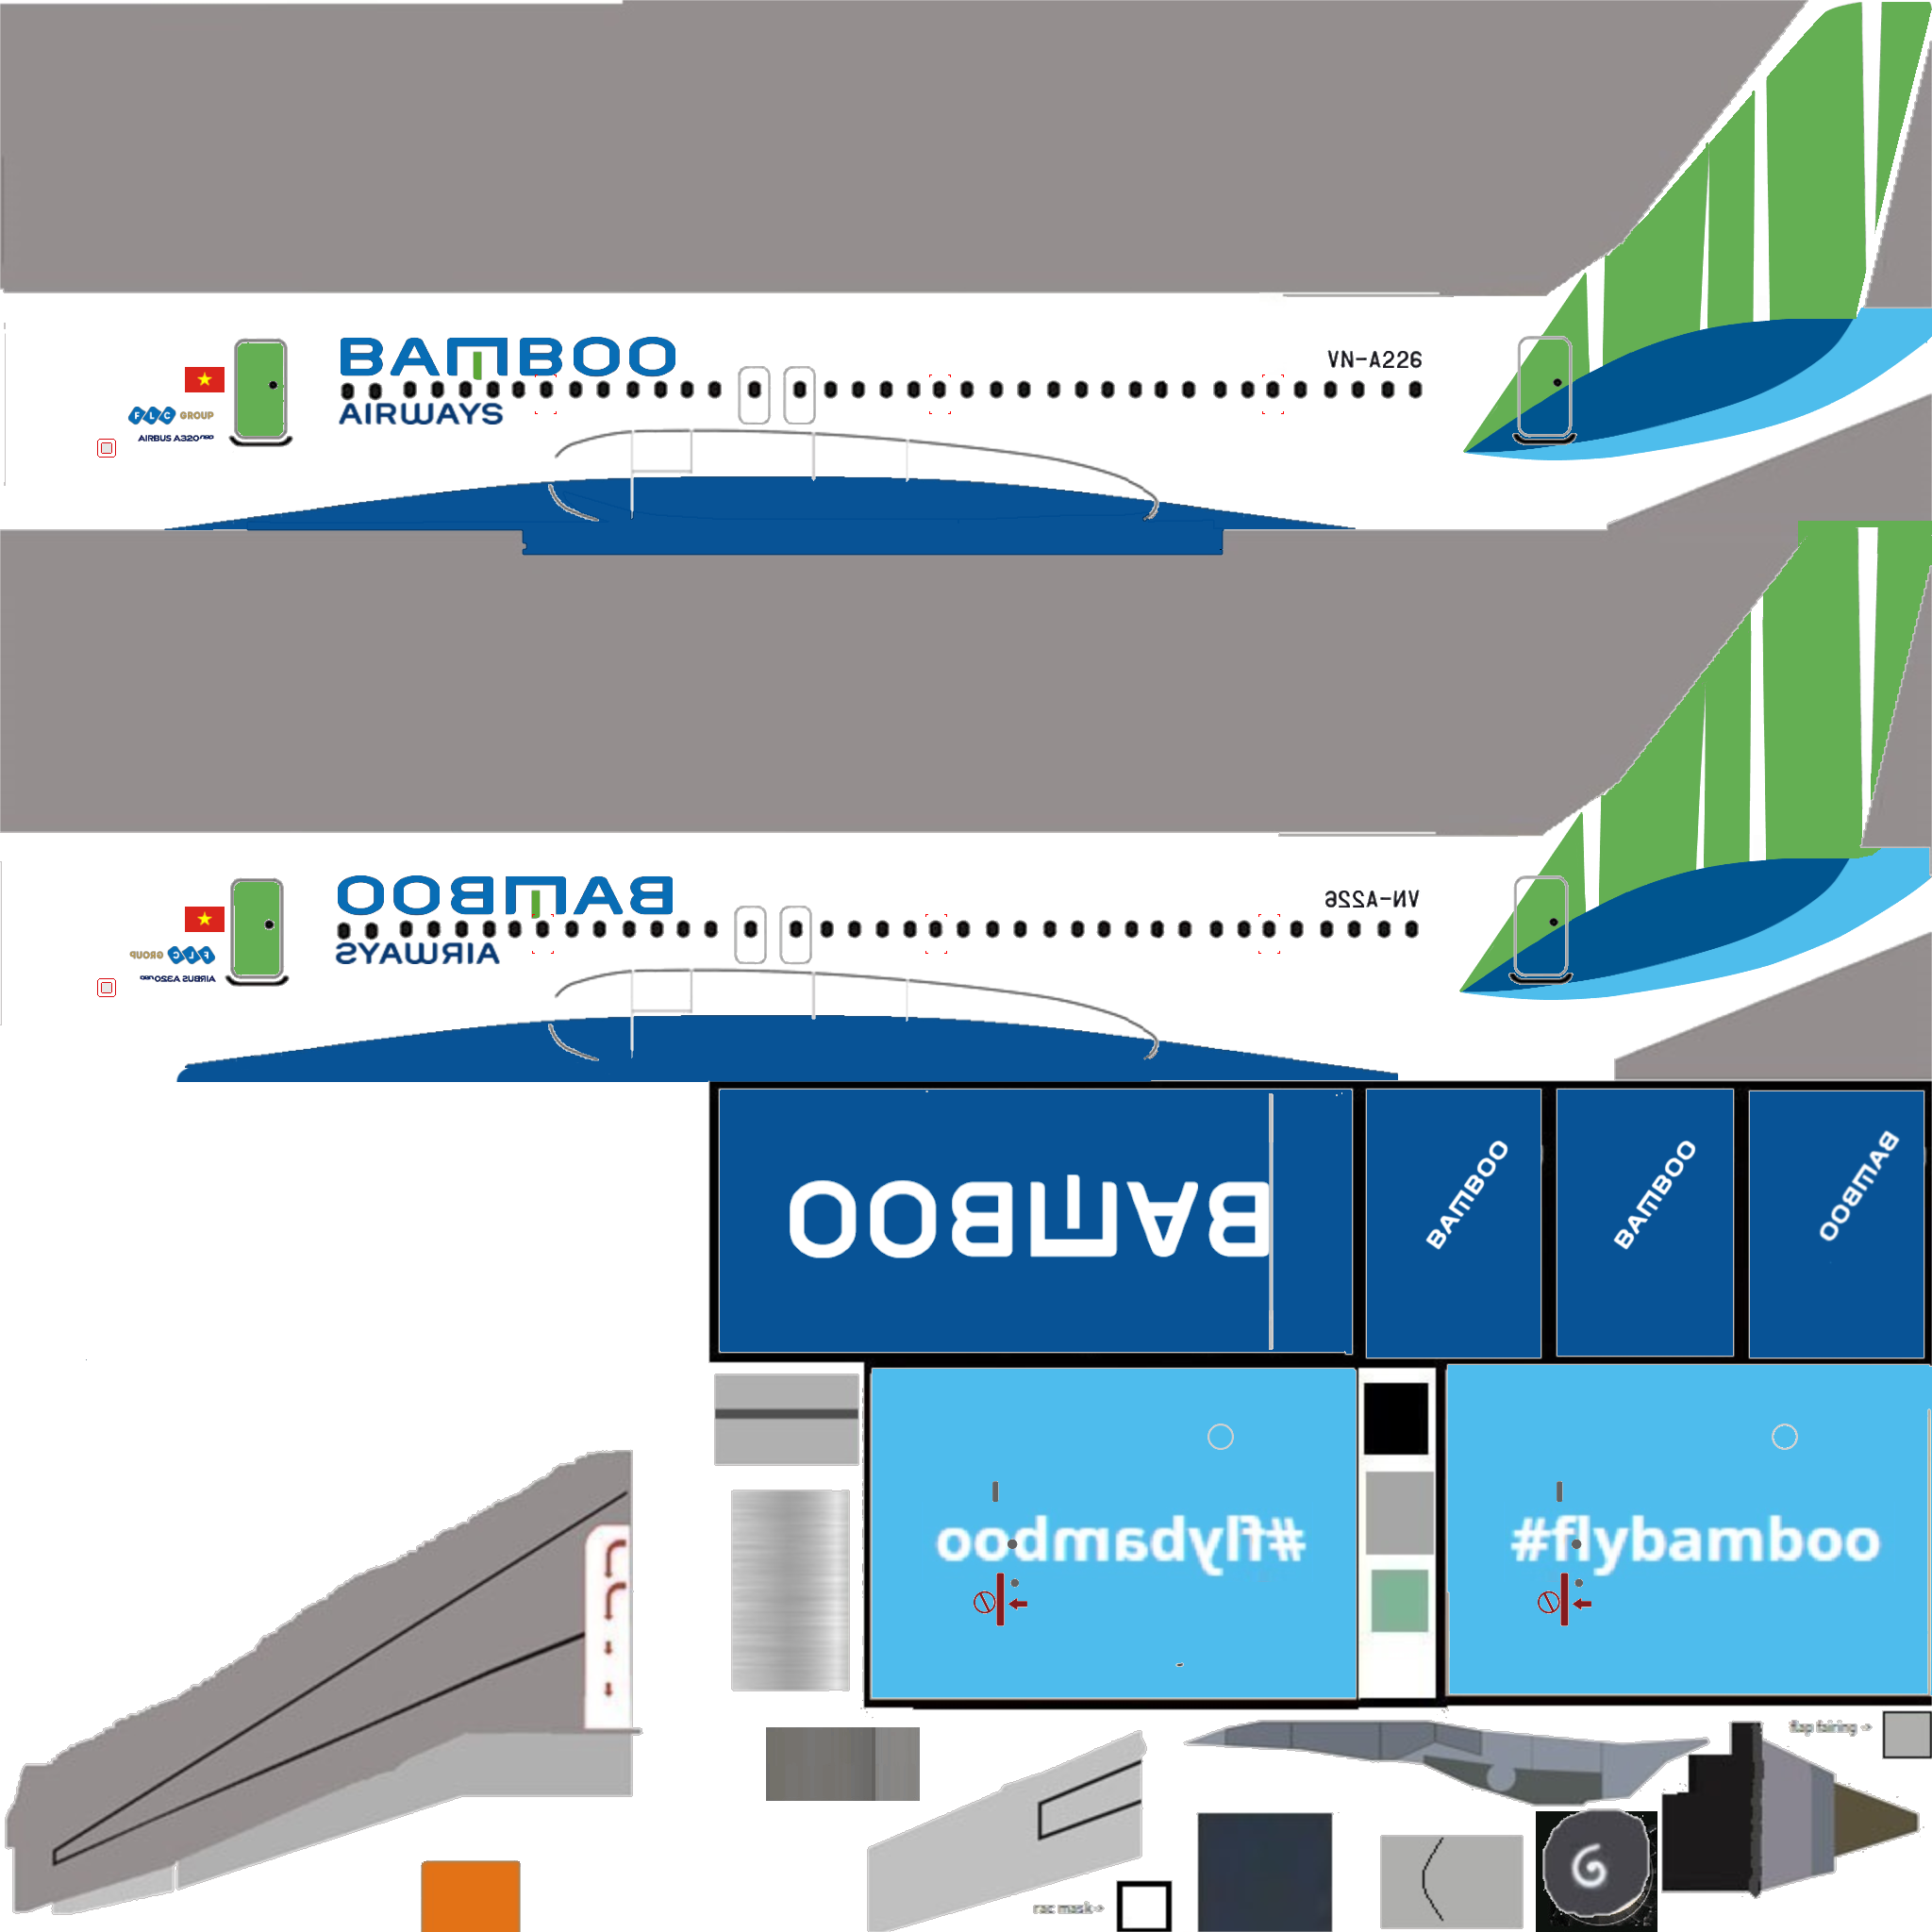 BAMBOO
VN-A226
AIRWAYS
FLC GROUP
AIRBUS A320neo
BAMBOO
VN-A226
AIRWAYS
FLC GROUP
AIRBUS A320neo
BAMBOO
BAMBOO
BAMBOO
BAMBOO
#flybamboo
#flybamboo
flap fairing ->
rac mask->